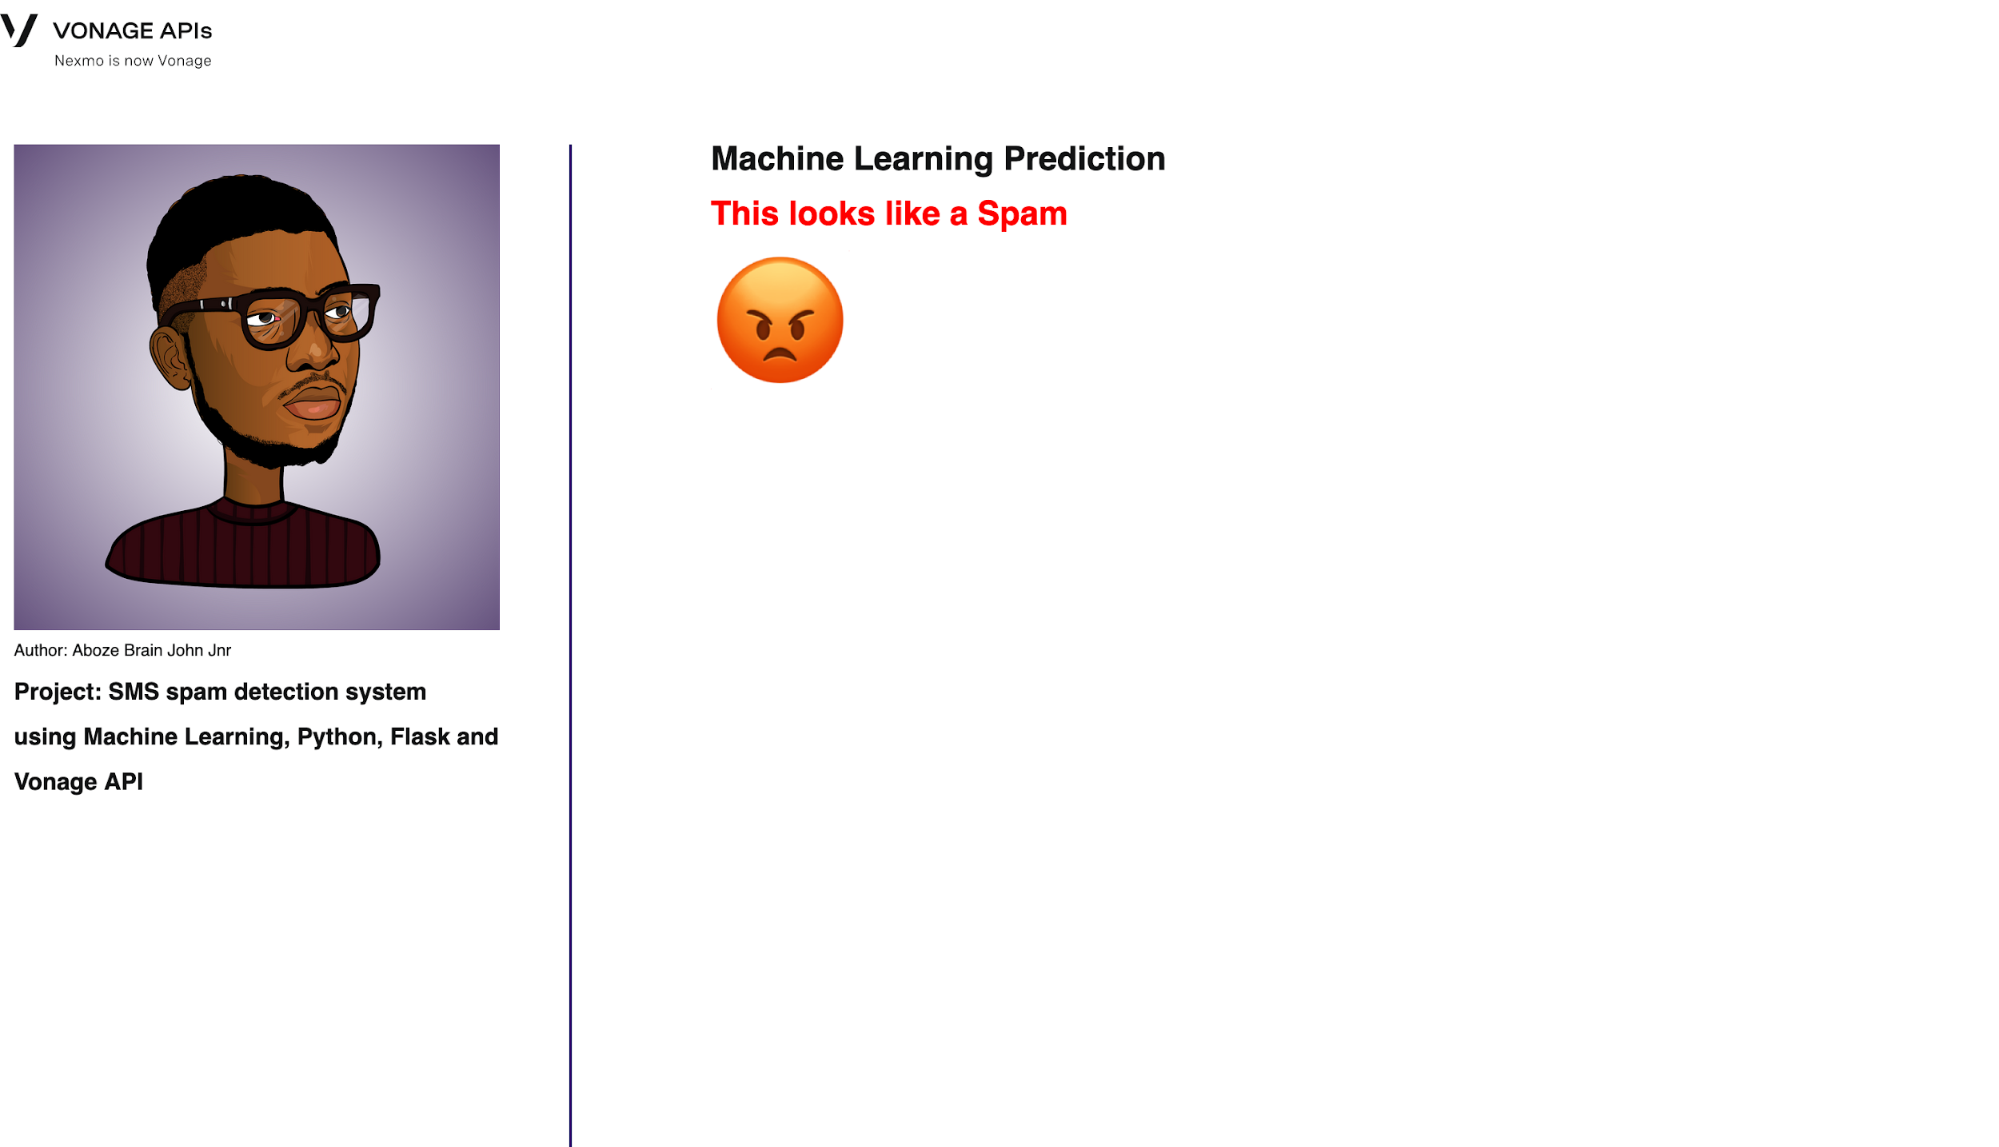 VONAGE APIs
Nexmo is now Vonage
Author: Aboze Brain John Jnr
Project: SMS spam detection system
using Machine Learning, Python, Flask and
Vonage API
Machine Learning Prediction
This looks like a Spam